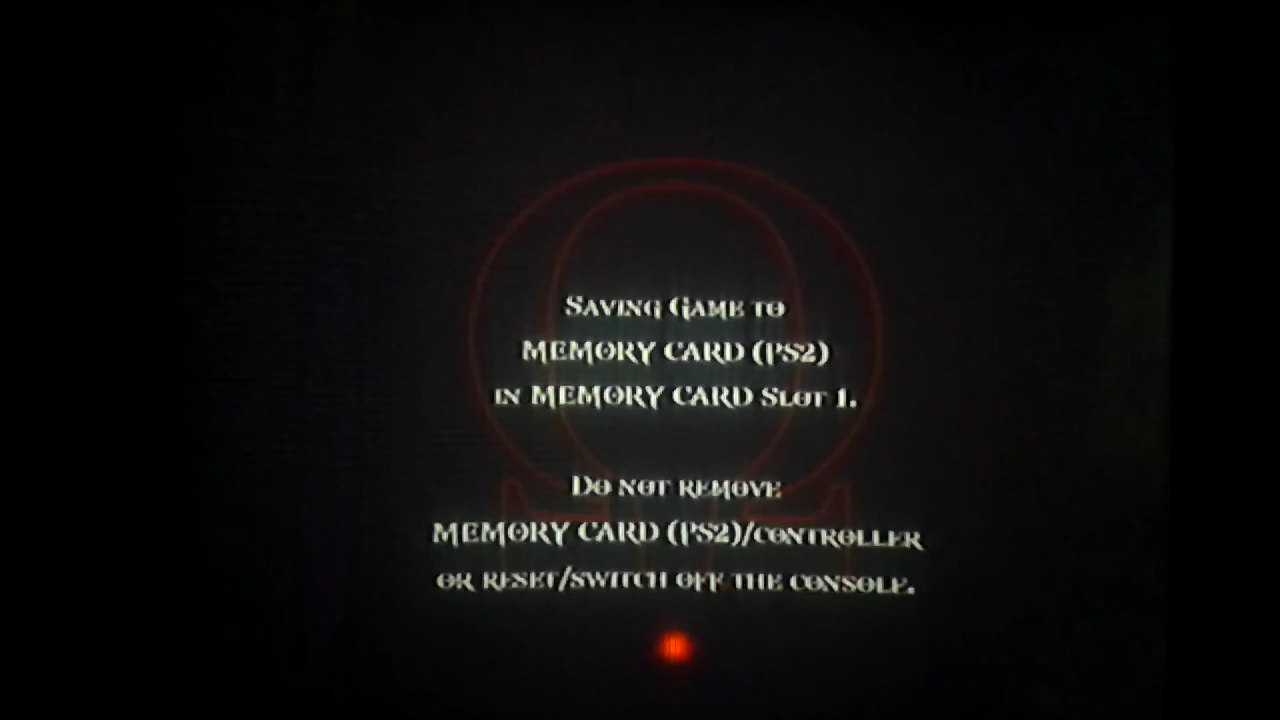 Saving Game to
MEMORY CARD (PS2)
in MEMORY CARD Slot 1.
Do not remove
MEMORY CARD (PS2)/controller
or reset/switch off the console.